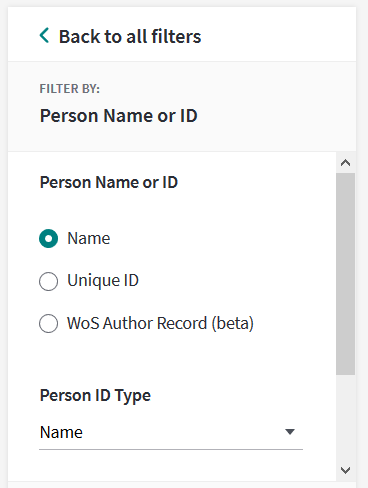 Back to all filters
FILTER BY:
Person Name or ID
Person Name or ID
Name
Unique ID
WoS Author Record (beta)
Person ID Type
Name